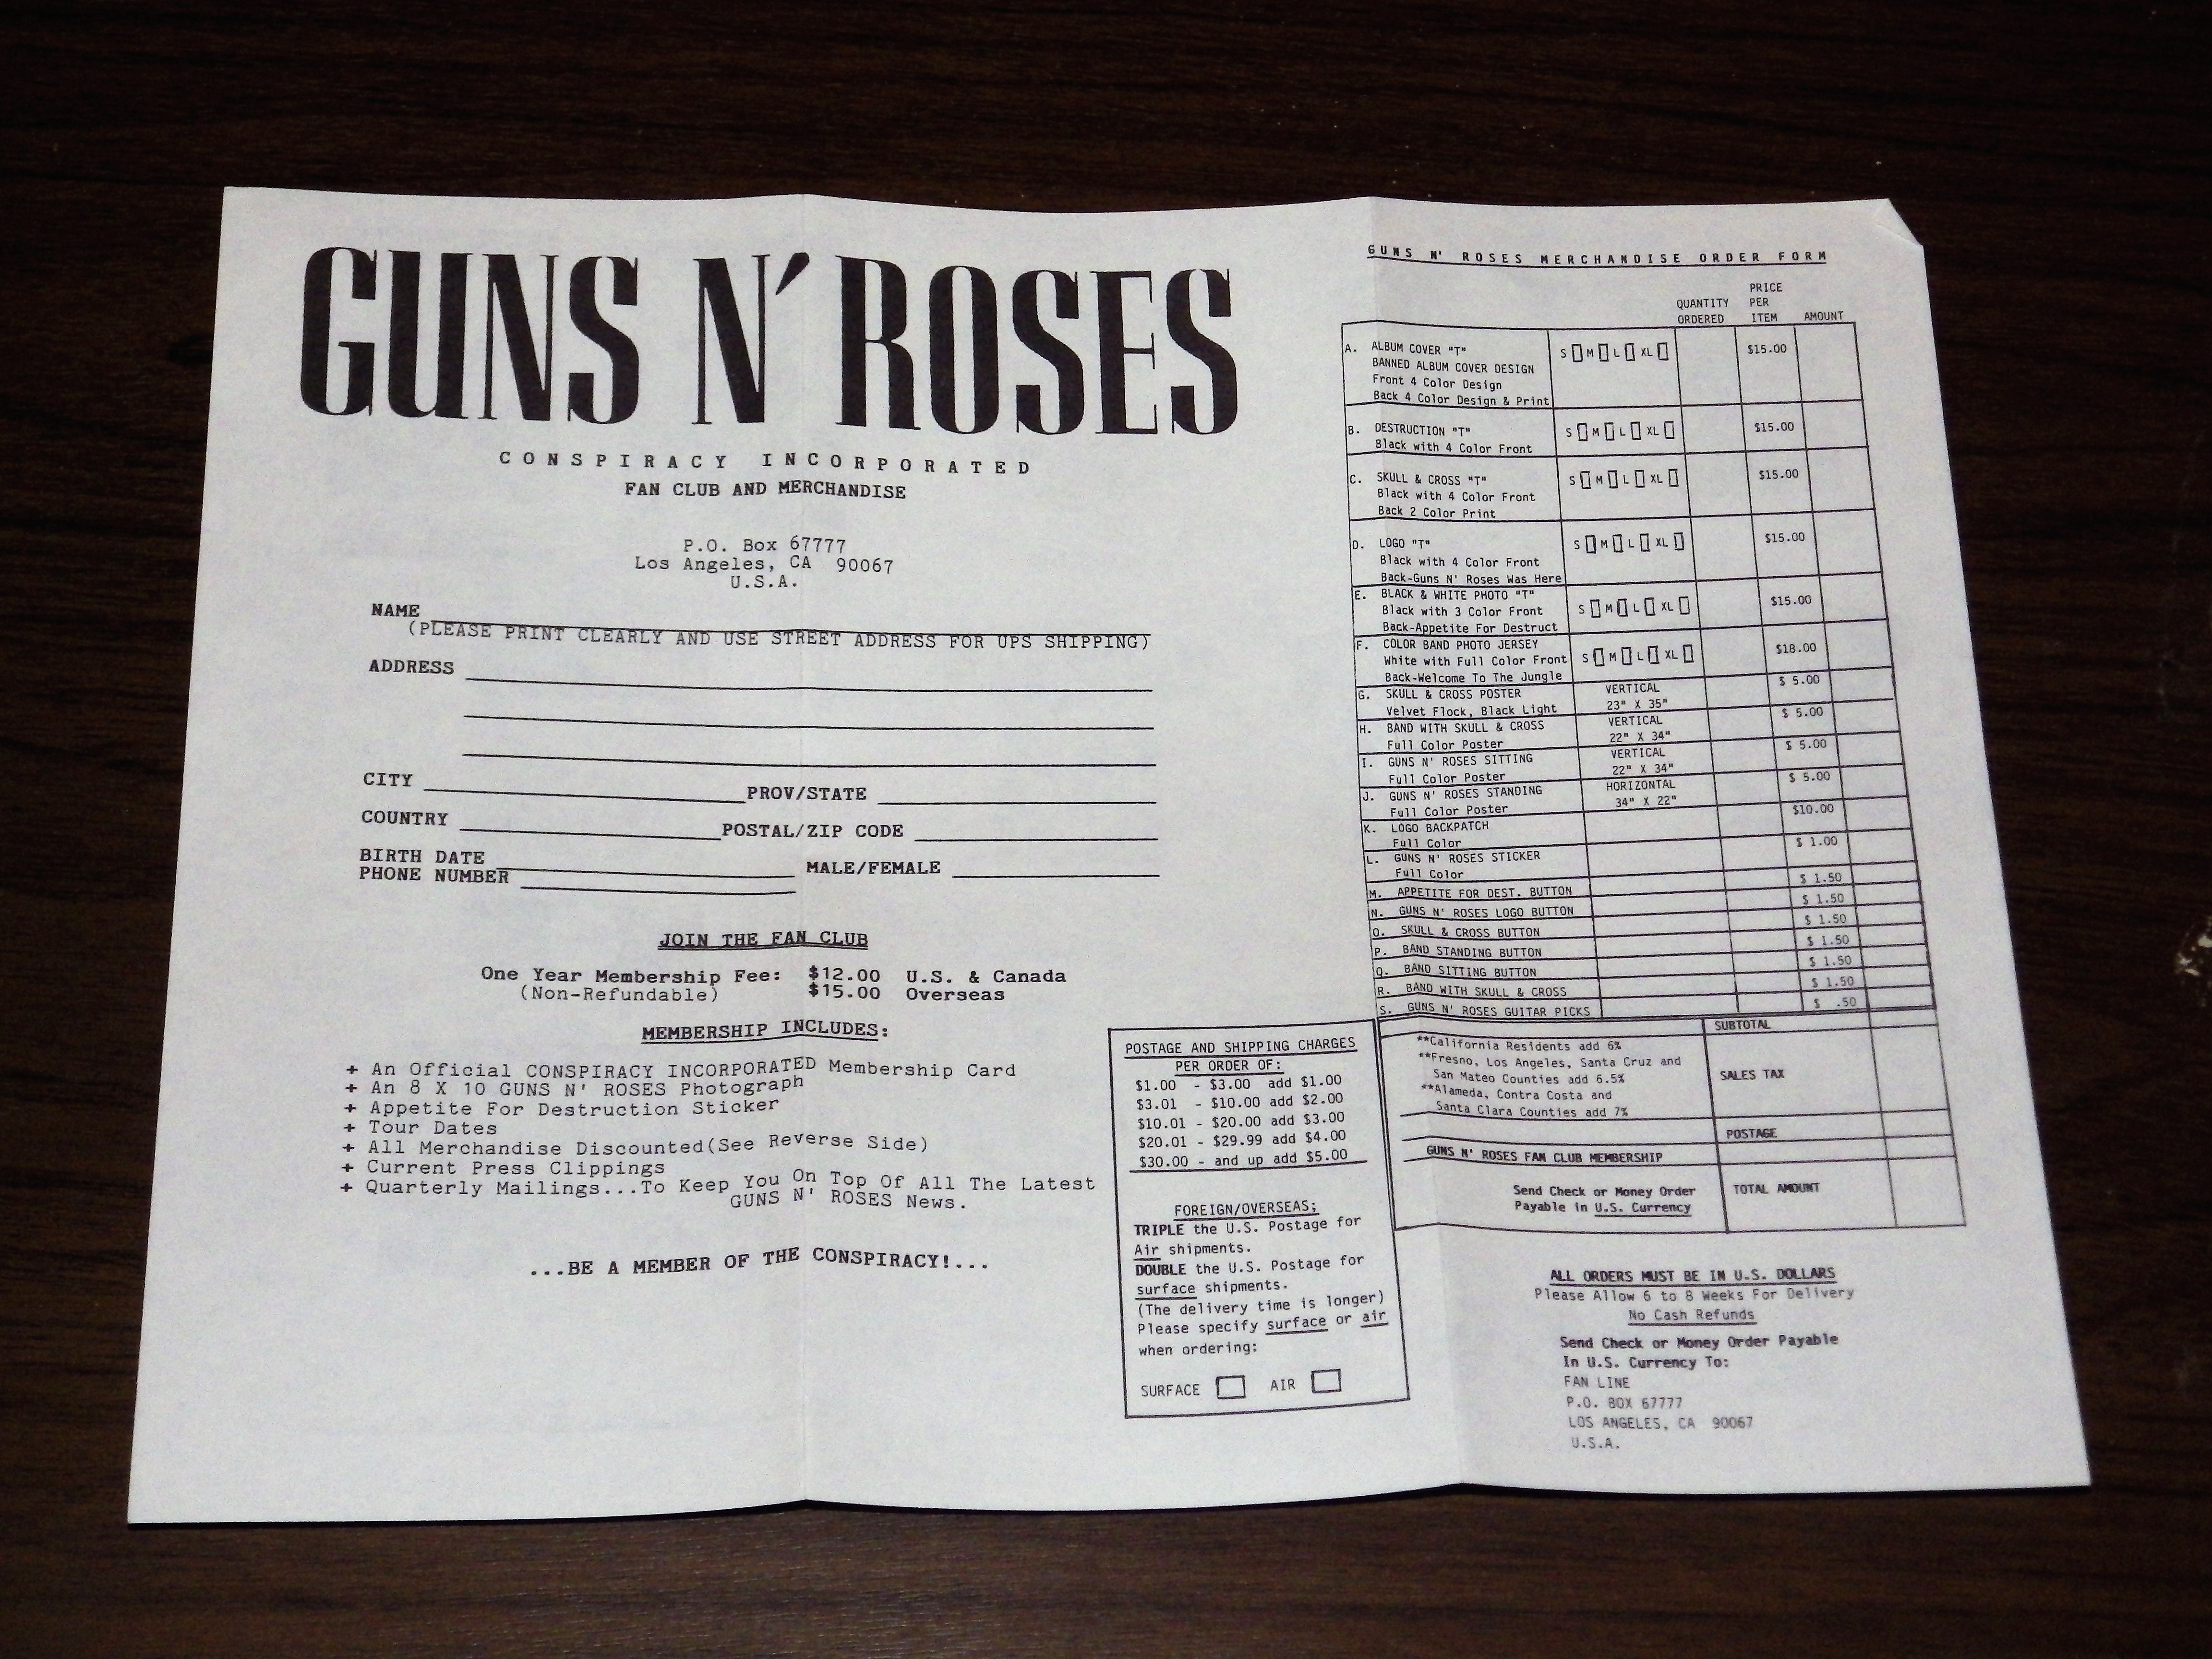 GUNS N' ROSES
CONSPIRACY INCORPORATED
FAN CLUB AND MERCHANDISE
P.O. Box 67777
Los Angeles, CA 90067
U.S.A.
NAME
(PLEASE PRINT CLEARLY AND USE STREET ADDRESS FOR UPS SHIPPING)
ADDRESS
CITY PROV/STATE
COUNTRY POSTAL/ZIP CODE
BIRTH DATE MALE/FEMALE
PHONE NUMBER
JOIN THE FAN CLUB
One Year Membership Fee: $12.00 U.S. & Canada
(Non-Refundable) $15.00 Overseas
MEMBERSHIP INCLUDES:
+ An Official CONSPIRACY INCORPORATED Membership Card
+ An 8 X 10 GUNS N' ROSES Photograph
+ Appetite For Destruction Sticker
+ Tour Dates
+ All Merchandise Discounted(See Reverse Side)
+ Current Press Clippings
+ Quarterly Mailings...To Keep You On Top Of All The Latest
GUNS N' ROSES News.
...BE A MEMBER OF THE CONSPIRACY!...
POSTAGE AND SHIPPING CHARGES
PER ORDER OF:
$1.00 - $3.00 add $1.00
$3.01 - $10.00 add $2.00
$10.01 - $20.00 add $3.00
$20.01 - $29.99 add $4.00
$30.00 - and up add $5.00
FOREIGN/OVERSEAS;
TRIPLE the U.S. Postage for
Air shipments.
DOUBLE the U.S. Postage for
surface shipments.
(The delivery time is longer)
Please specify surface or air
when ordering:
SURFACE AIR
GUNS N' ROSES MERCHANDISE ORDER FORM
QUANTITY ORDERED PRICE PER ITEM AMOUNT
A. ALBUM COVER "T" S M L XL $15.00
BANNED ALBUM COVER DESIGN
Front 4 Color Design
Back 4 Color Design & Print
B. DESTRUCTION "T" S M L XL $15.00
Black with 4 Color Front
C. SKULL & CROSS "T" S M L XL $15.00
Black with 4 Color Front
Back 2 Color Print
D. LOGO "T" S M L XL $15.00
Black with 4 Color Front
Back-Guns N' Roses Was Here
E. BLACK & WHITE PHOTO "T" S M L XL $15.00
Black with 3 Color Front
Back-Appetite For Destruct
F. COLOR BAND PHOTO JERSEY S M L XL $18.00
White with Full Color Front
Back-Welcome To The Jungle
G. SKULL & CROSS POSTER VERTICAL $ 5.00
Velvet Flock, Black Light 23" X 35"
H. BAND WITH SKULL & CROSS VERTICAL $ 5.00
Full Color Poster 22" X 34"
I. GUNS N' ROSES SITTING VERTICAL $ 5.00
Full Color Poster 22" X 34"
J. GUNS N' ROSES STANDING HORIZONTAL $ 5.00
Full Color Poster 34" X 22"
K. LOGO BACKPATCH $10.00
Full Color
L. GUNS N' ROSES STICKER $ 1.00
Full Color
M. APPETITE FOR DEST. BUTTON $ 1.50
N. GUNS N' ROSES LOGO BUTTON $ 1.50
O. SKULL & CROSS BUTTON $ 1.50
P. BAND STANDING BUTTON $ 1.50
Q. BAND SITTING BUTTON $ 1.50
R. BAND WITH SKULL & CROSS $ 1.50
S. GUNS N' ROSES GUITAR PICKS $ .50
SUBTOTAL
**California Residents add 6%
**Fresno, Los Angeles, Santa Cruz and
San Mateo Counties add 6.5%
**Alameda, Contra Costa and
Santa Clara Counties add 7%
SALES TAX
POSTAGE
GUNS N' ROSES FAN CLUB MEMBERSHIP
Send Check or Money Order
Payable in U.S. Currency
TOTAL AMOUNT
ALL ORDERS MUST BE IN U.S. DOLLARS
Please Allow 6 to 8 Weeks For Delivery
No Cash Refunds
Send Check or Money Order Payable
In U.S. Currency To:
FAN LINE
P.O. BOX 67777
LOS ANGELES, CA 90067
U.S.A.